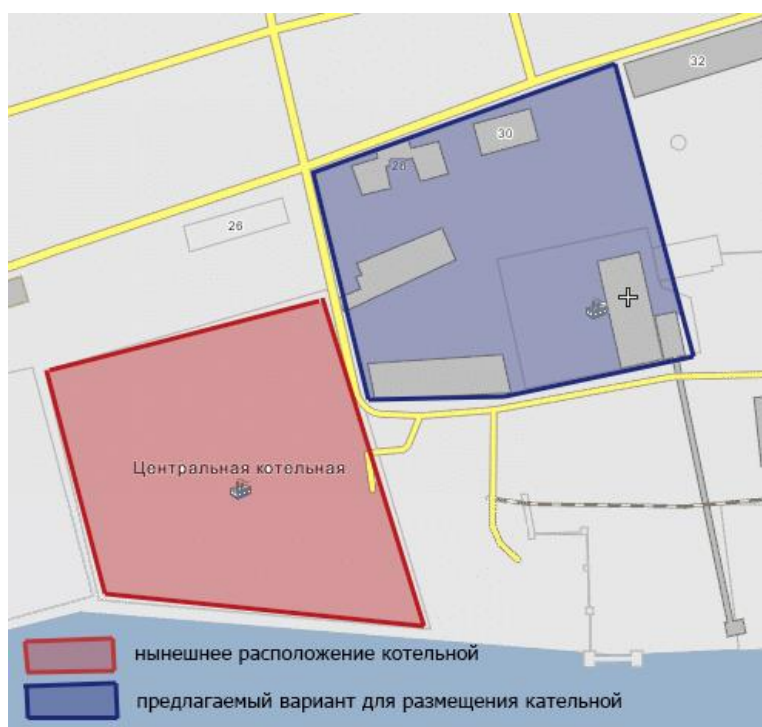 32
30
28
26
Центральная котельная
нынешнее расположение котельной
предлагаемый вариант для размещения кательной